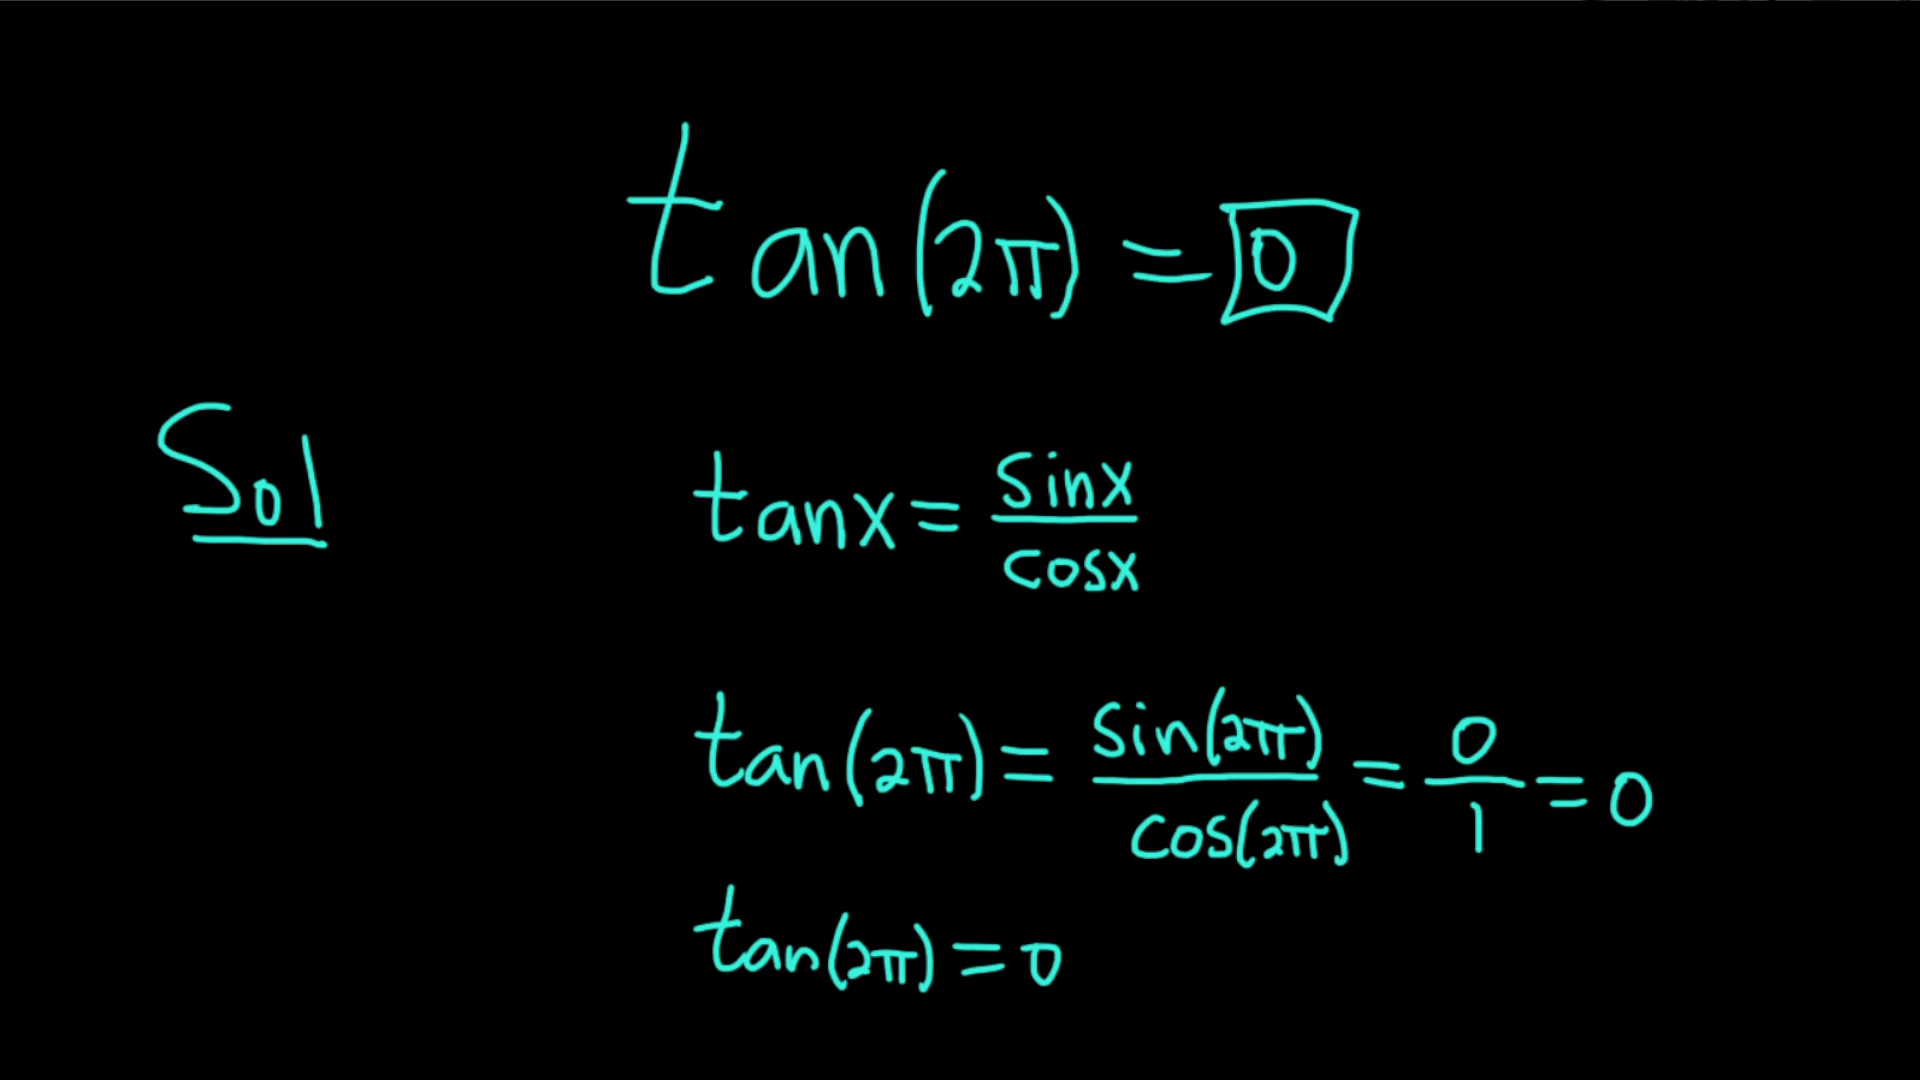 tan(2π) = 0
Sol
tanx = sinx/cosx
tan(2π) = sin(2π)/cos(2π) = 0/1 = 0
tan(2π) = 0